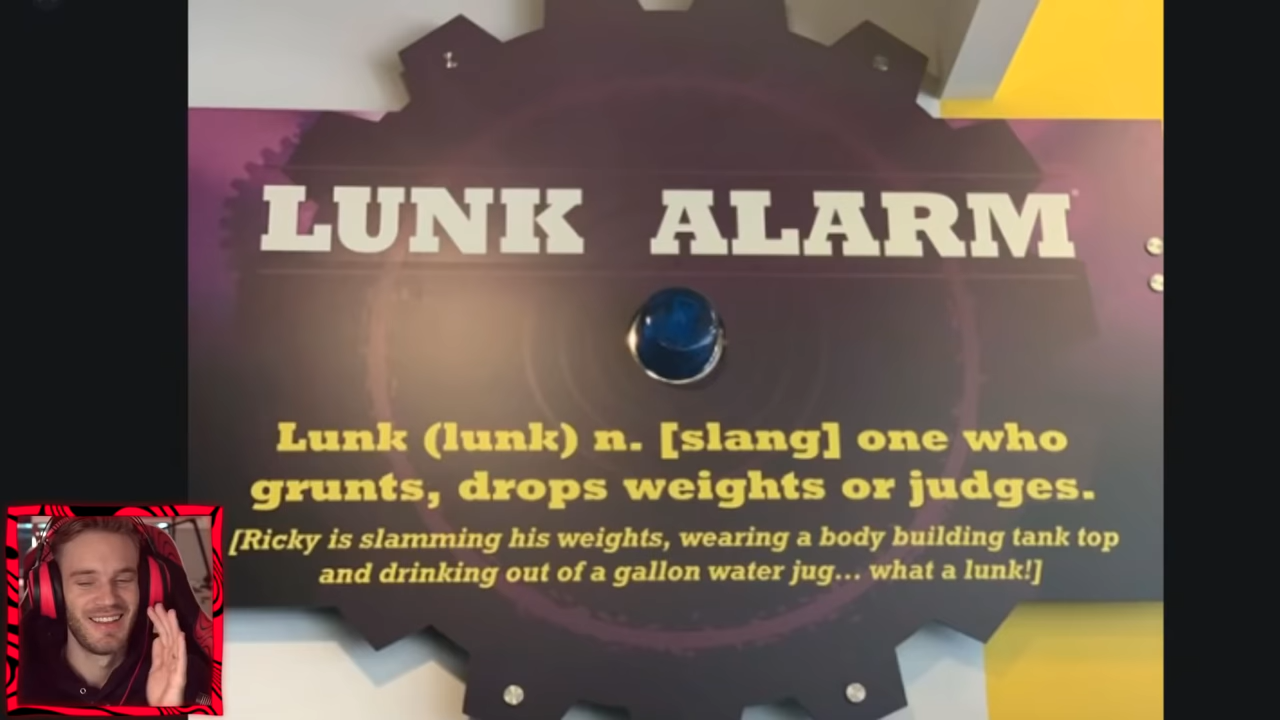 LUNK ALARM
Lunk (lunk) n. [slang] one who
grunts, drops weights or judges.
[Ricky is slamming his weights, wearing a body building tank top
and drinking out of a gallon water jug... what a lunk!]